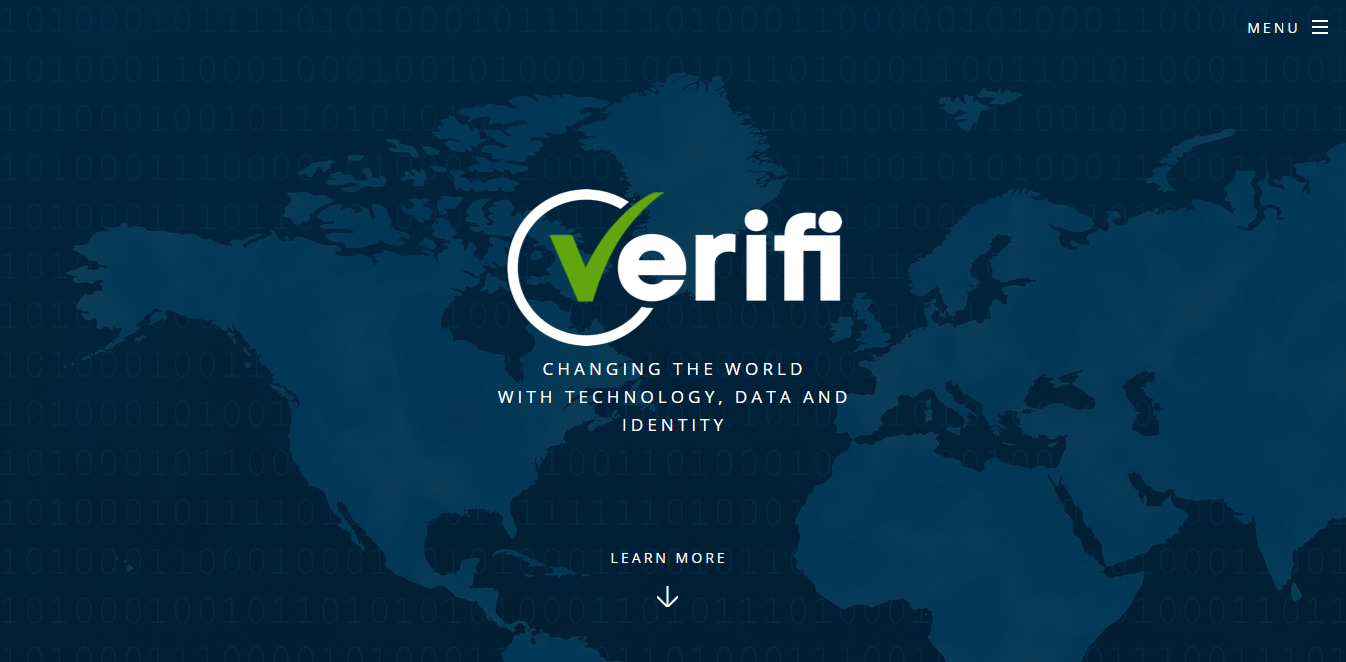 MENU
verifi
CHANGING THE WORLD
WITH TECHNOLOGY, DATA AND
IDENTITY
LEARN MORE